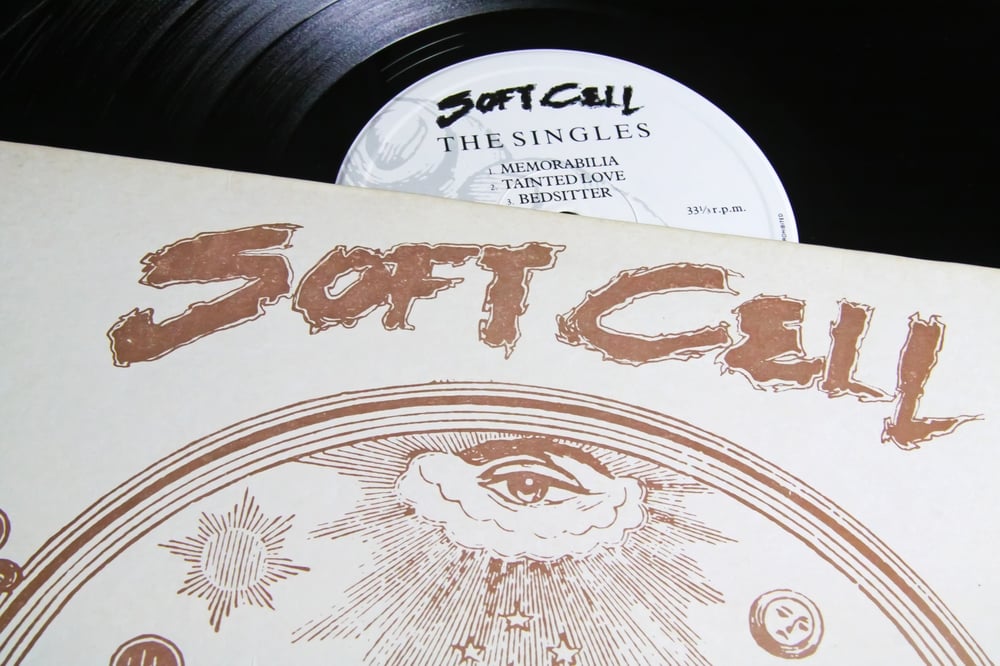 SOFT CELL
THE SINGLES
1. MEMORABILIA
2. TAINTED LOVE
3. BEDSITTER
33⅓ r.p.m.
SOFT CELL